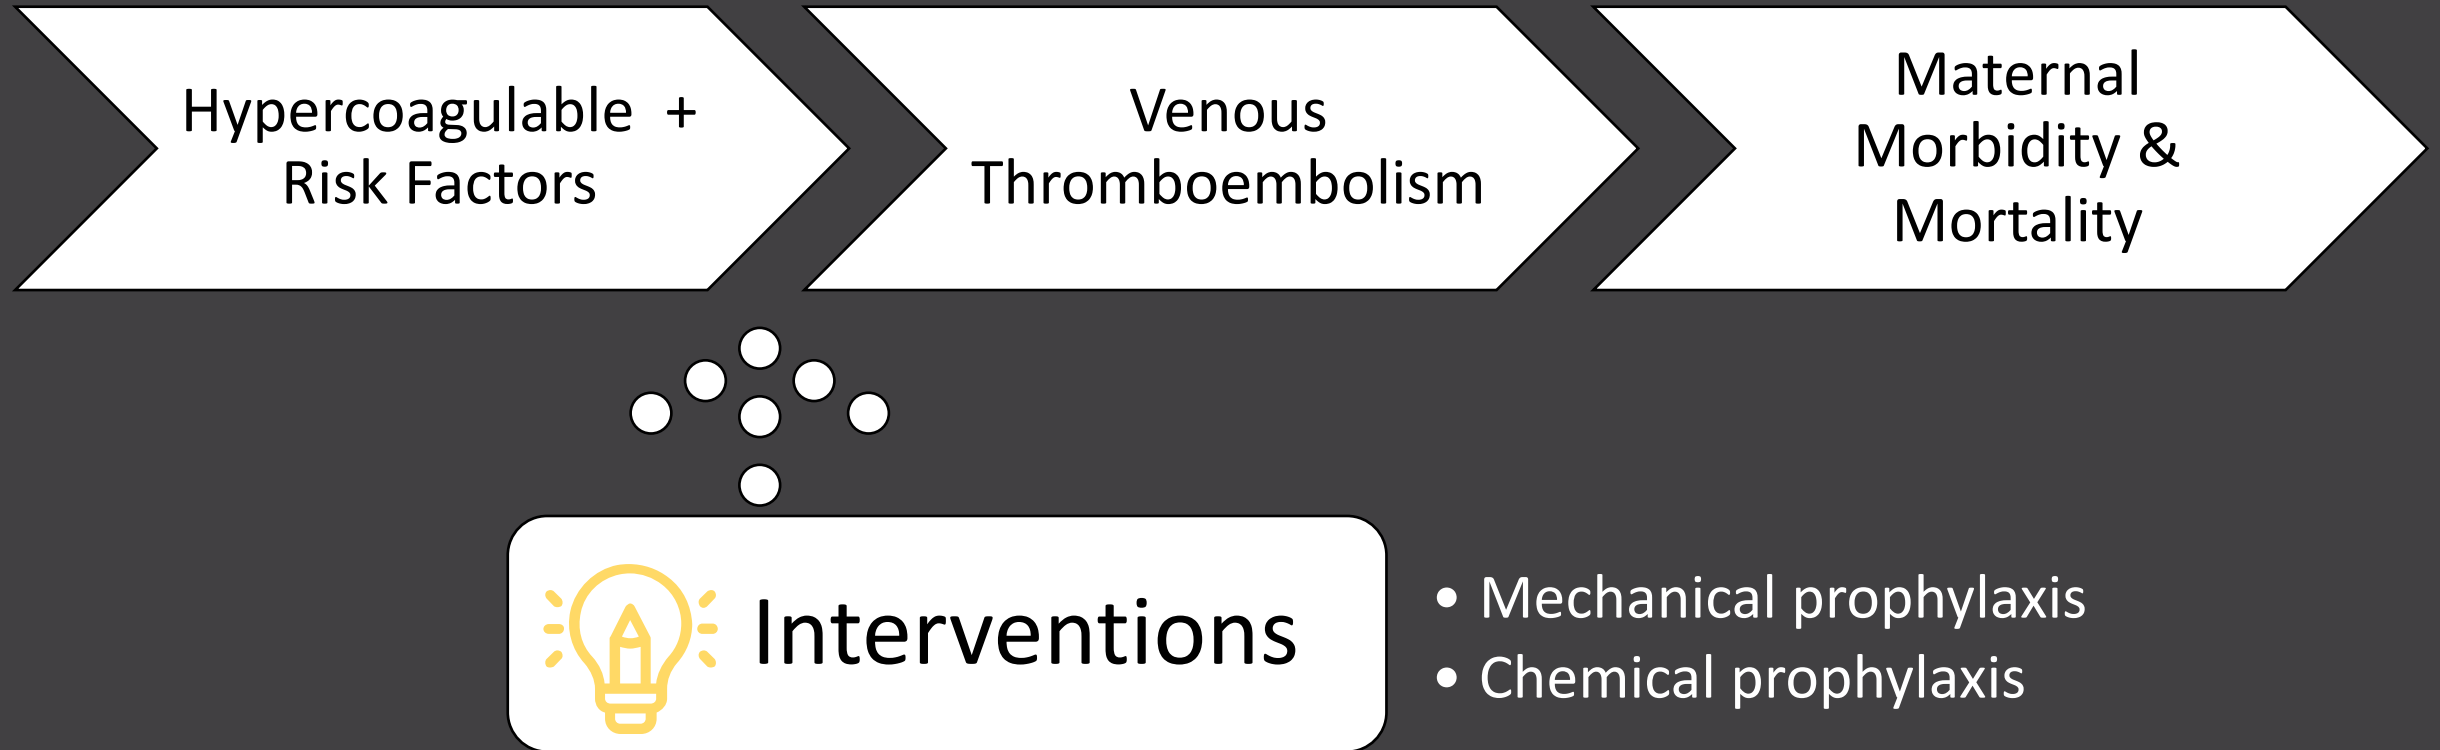 Hypercoagulable +
Risk Factors
Venous
Thromboembolism
Maternal
Morbidity &
Mortality
Interventions
• Mechanical prophylaxis
• Chemical prophylaxis